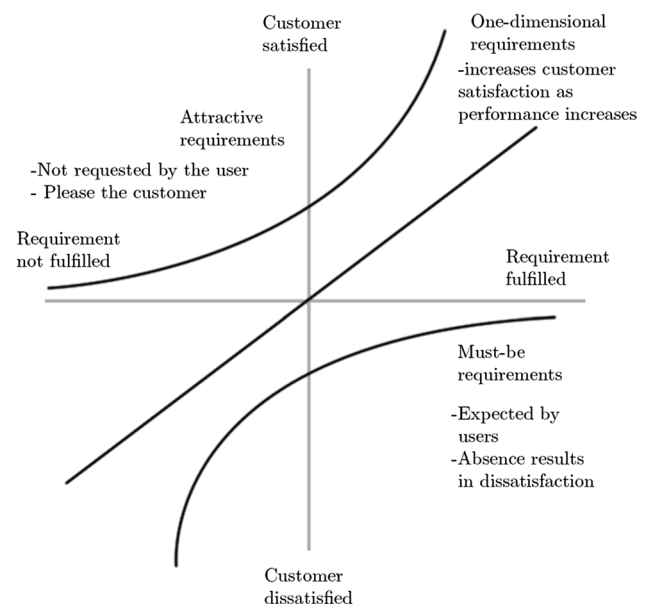 Customer
satisfied
One-dimensional
requirements
-increases customer
satisfaction as
performance increases
Attractive
requirements
-Not requested by the user
- Please the customer
Requirement
not fulfilled
Requirement
fulfilled
Must-be
requirements
-Expected by
users
-Absence results
in dissatisfaction
Customer
dissatisfied